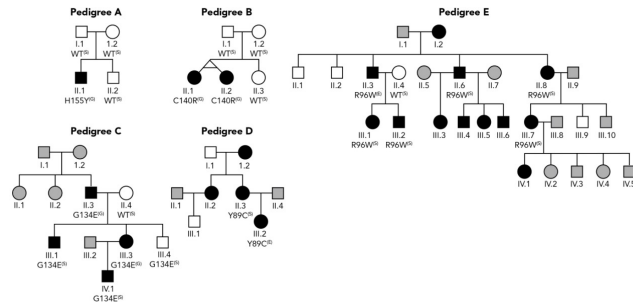 Pedigree A
I.1 1.2
WT(S) WT(S)
II.1 II.2
H155Y(G) WT(S)
Pedigree B
I.1 1.2
WT(S) WT(S)
II.1 II.2 II.3
C140R(G) C140R(G) WT(S)
Pedigree E
I.1 I.2
II.1 II.2 II.3 II.4 II.5 II.6 II.7 II.8 II.9
R96W(E) WT(S) R96W(S) R96W(S)
III.1 III.2 III.3 III.4 III.5 III.6 III.7 III.8 III.9 III.10
R96W(S) R96W(S) R96W(S)
IV.1 IV.2 IV.3 IV.4 IV.5
Pedigree C
I.1 1.2
II.1 II.2 II.3 II.4
G134E(G) WT(S)
III.1 III.2 III.3 III.4
G134E(S) G134E(G) G134E(S)
IV.1
G134E(S)
Pedigree D
I.1 1.2
II.1 II.2 II.3 II.4
Y89C(S)
III.1 III.2
Y89C(E)